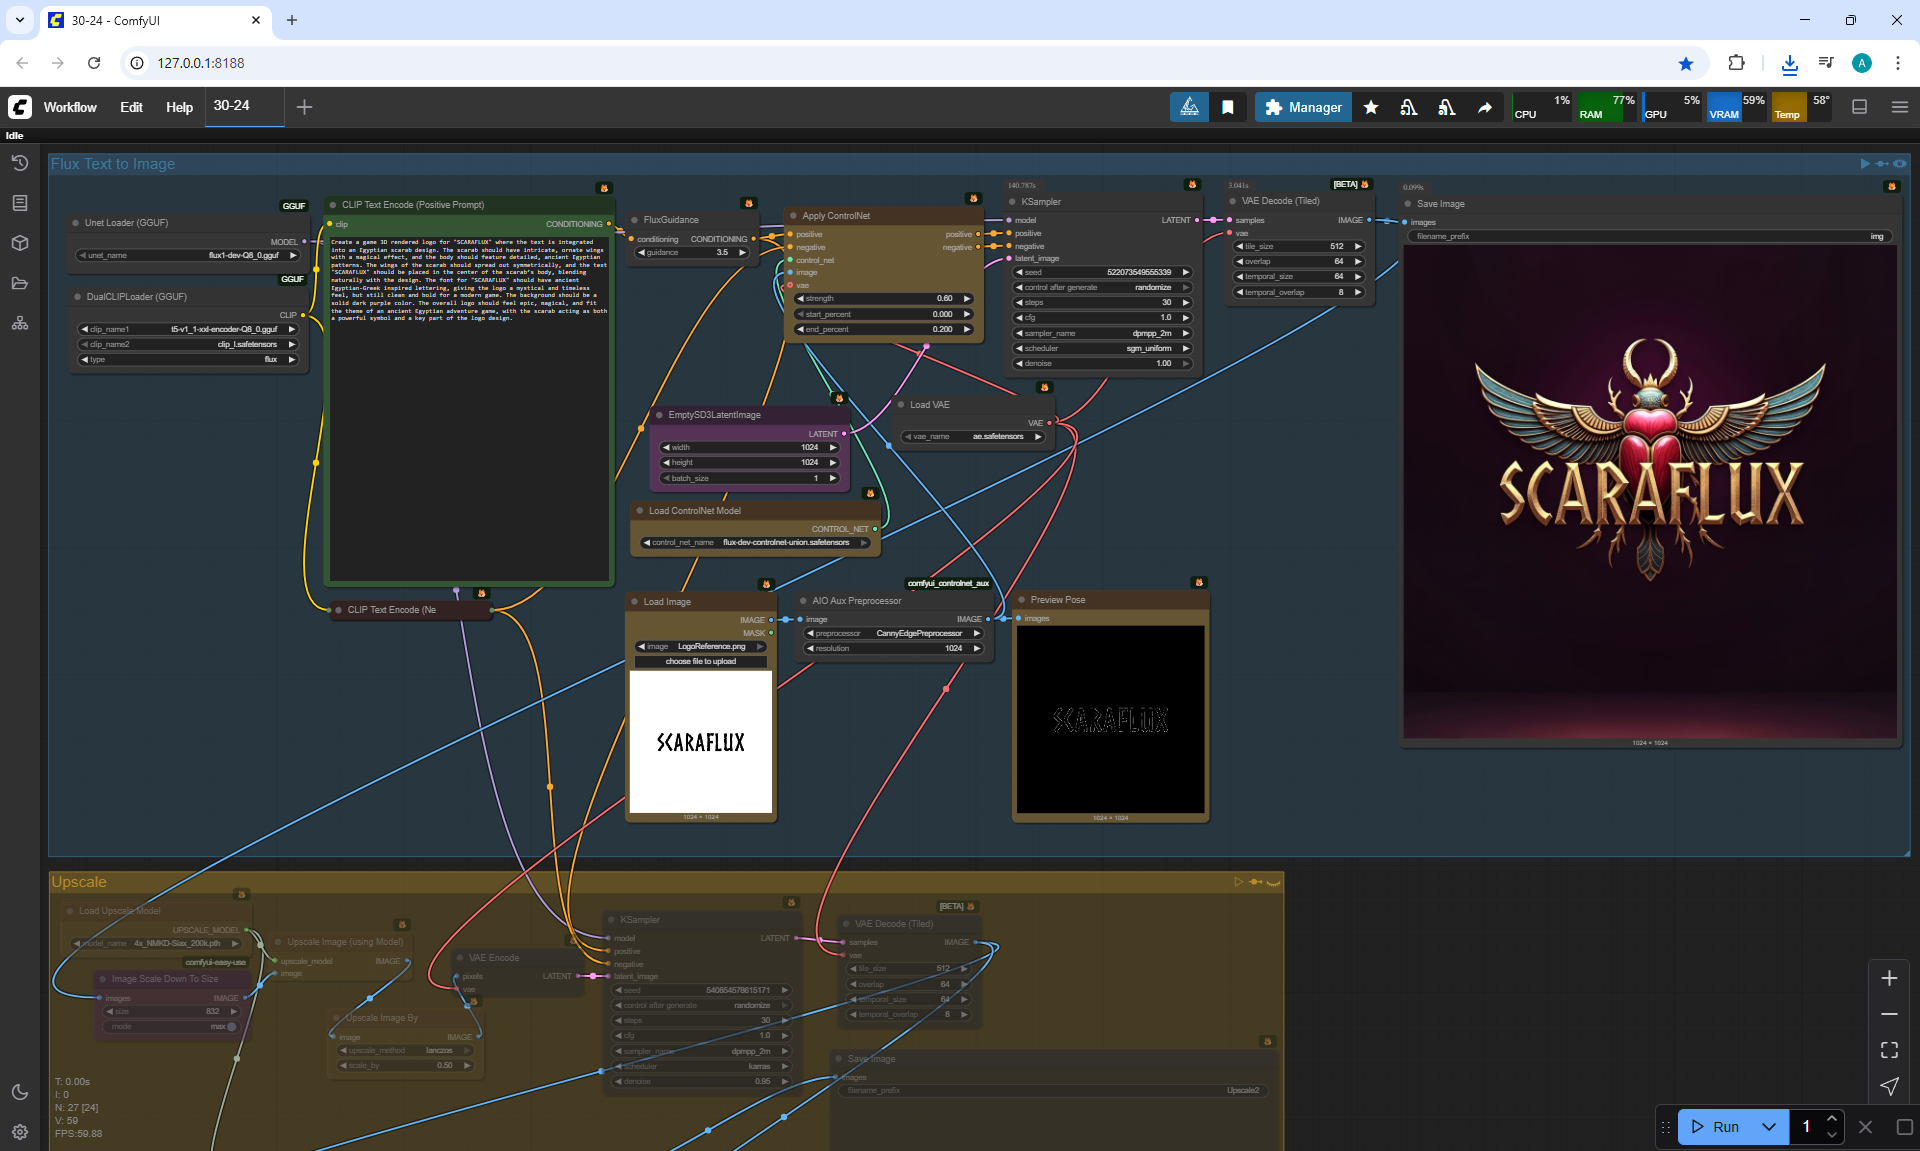 30-24 - ComfyUI
127.0.0.1:8188
A
Workflow
Edit
Help
30-24
Manager
CPU 1%
RAM 77%
GPU 5%
VRAM 59%
Temp 58°
Idle
Flux Text to Image
Unet Loader (GGUF)
GGUF
MODEL
unet_name flux1-dev-Q8_0.gguf
GGUF
DualCLIPLoader (GGUF)
CLIP
clip_name1 t5-v1_1-xxl-encoder-Q8_0.gguf
clip_name2 clip_l.safetensors
type flux
CLIP Text Encode (Positive Prompt)
clip CONDITIONING
Create a game 3D rendered logo for "SCARAFLUX" where the text is integrated
into an Egyptian scarab design. The scarab should have intricate, ornate wings
with a magical effect, and the body should feature detailed, ancient Egyptian
patterns. The wings of the scarab should spread out symmetrically, and the text
"SCARAFLUX" should be placed in the center of the scarab's body, blending
naturally with the design. The font for "SCARAFLUX" should have ancient
Egyptian-Greek inspired lettering, giving the logo a mystical and timeless
feel, but still clean and bold for a modern game. The background should be a
solid dark purple color. The overall logo should feel epic, magical, and fit
the theme of an ancient Egyptian adventure game, with the scarab acting as both
a powerful symbol and a key part of the logo design.
CLIP Text Encode (Ne
FluxGuidance
conditioning CONDITIONING
guidance 3.5
Apply ControlNet
positive positive
negative negative
control_net
image
vae
strength 0.60
start_percent 0.000
end_percent 0.200
140.787s
KSampler
model LATENT
positive
negative
latent_image
seed 522073549555339
control after generate randomize
steps 30
cfg 1.0
sampler_name dpmpp_2m
scheduler sgm_uniform
denoise 1.00
3.041s
[BETA]
VAE Decode (Tiled)
samples IMAGE
vae
tile_size 512
overlap 64
temporal_size 64
temporal_overlap 8
0.099s
Save Image
images
filename_prefix img
SCARAFLUX
1024 × 1024
EmptySD3LatentImage
LATENT
width 1024
height 1024
batch_size 1
Load VAE
VAE
vae_name ae.safetensors
Load ControlNet Model
CONTROL_NET
control_net_name flux-dev-controlnet-union.safetensors
Load Image
IMAGE
MASK
image LogoReference.png
choose file to upload
SCARAFLUX
1024 × 1024
comfyui_controlnet_aux
AIO Aux Preprocessor
image IMAGE
preprocessor CannyEdgePreprocessor
resolution 1024
Preview Pose
images
SCARAFLUX
1024 × 1024
Upscale
Load Upscale Model
UPSCALE_MODEL
model_name 4x_NMKD-Siax_200k.pth
comfyui-easy-use
Image Scale Down To Size
images IMAGE
size 832
mode max
Upscale Image (using Model)
upscale_model IMAGE
image
Upscale Image By
image IMAGE
upscale_method lanczos
scale_by 0.50
VAE Encode
pixels LATENT
vae
KSampler
model LATENT
positive
negative
latent_image
seed 540854578615171
control after generate randomize
steps 30
cfg 1.0
sampler_name dpmpp_2m
scheduler karras
denoise 0.95
[BETA]
VAE Decode (Tiled)
samples IMAGE
vae
tile_size 512
overlap 64
temporal_size 64
temporal_overlap 8
Save Image
images
filename_prefix Upscale2
T: 0.00s
I: 0
N: 27 [24]
V: 59
FPS:59.88
Run
1